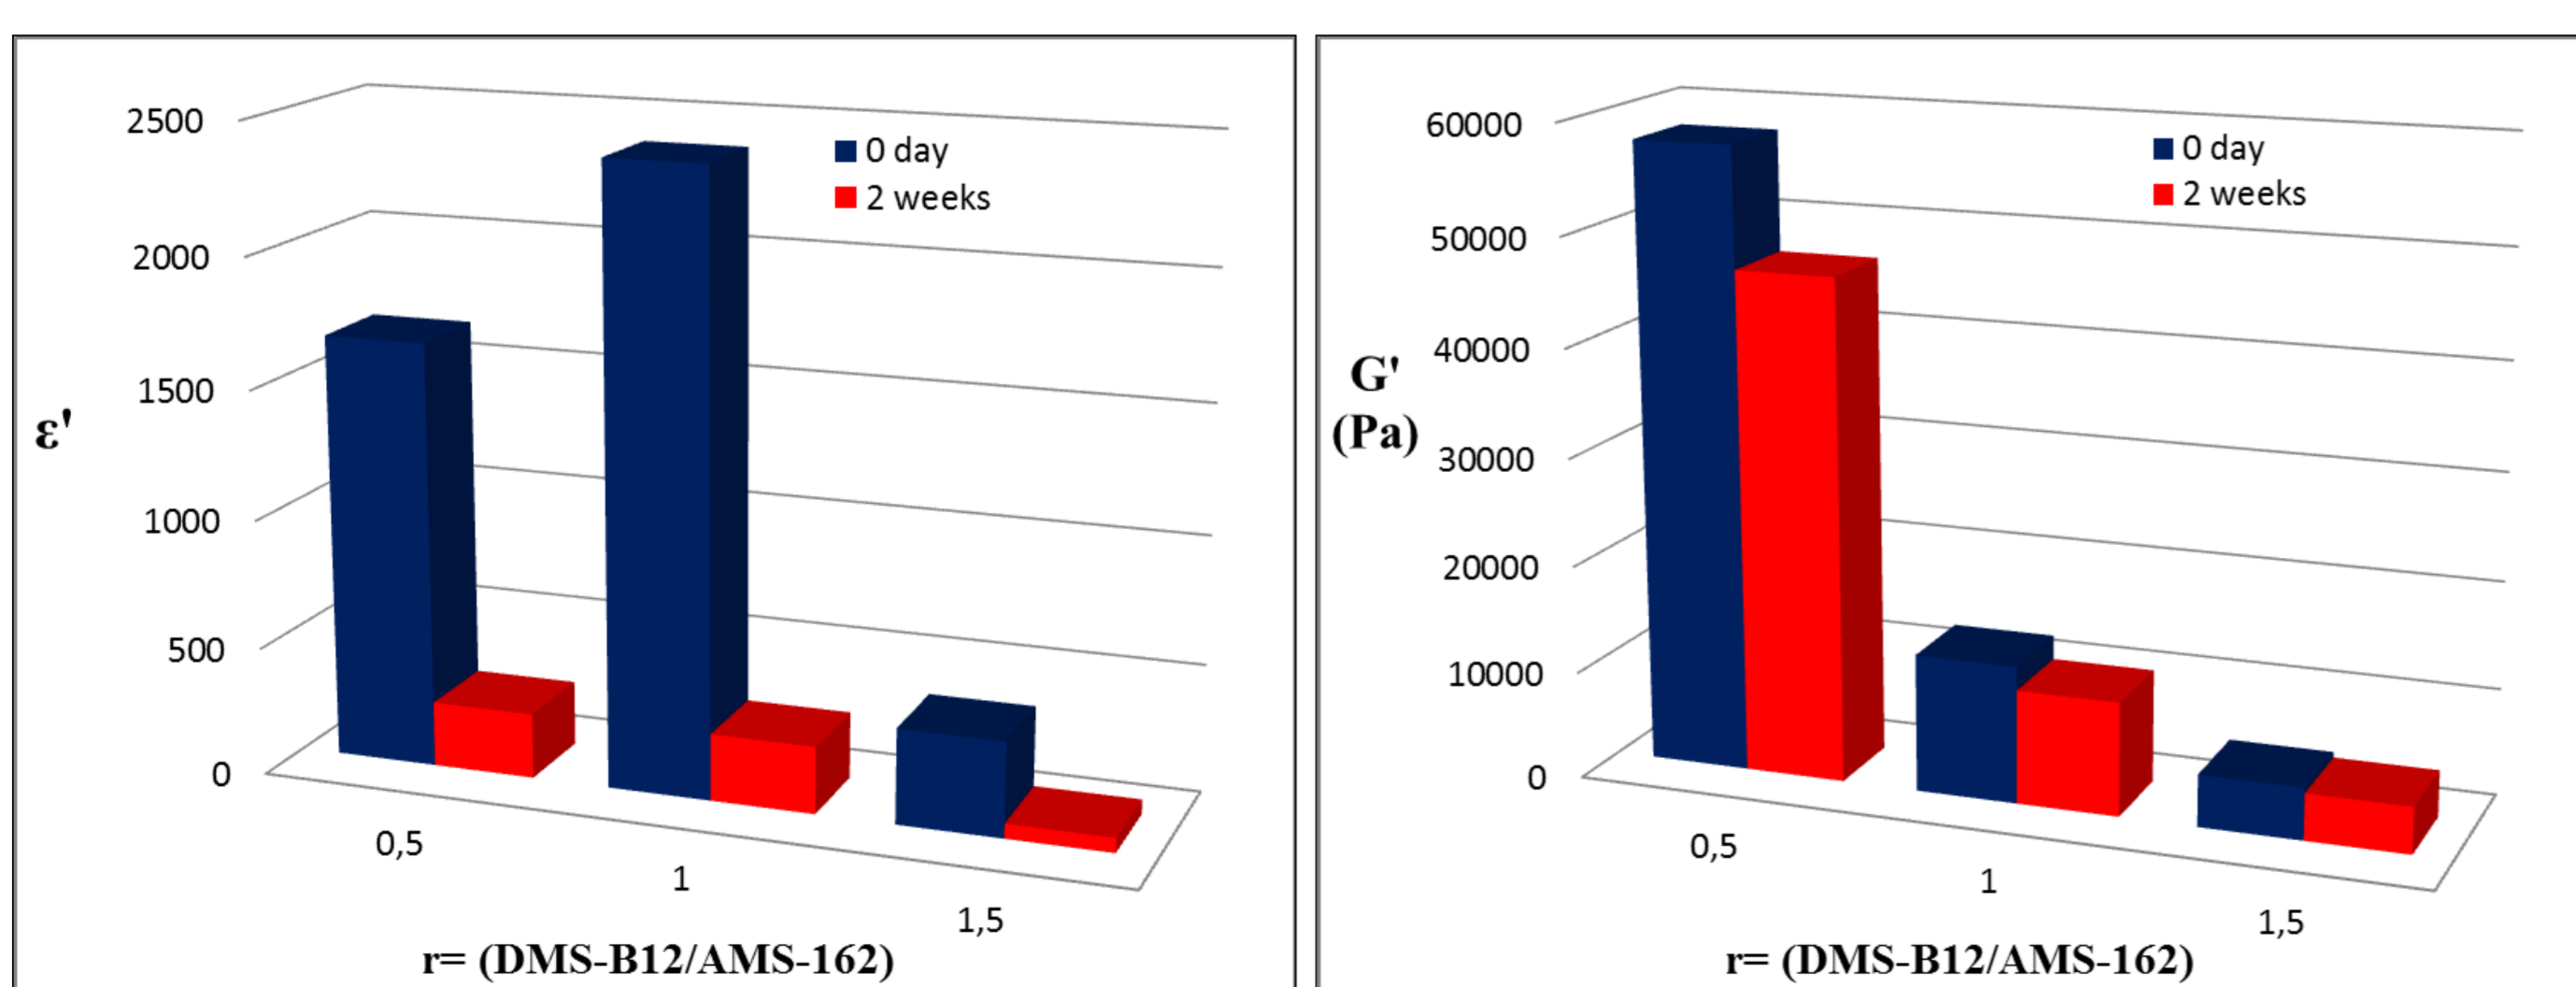 2500
2000
1500
1000
500
0
ε'
0 day
2 weeks
0,5
1
1,5
r= (DMS-B12/AMS-162)
60000
50000
40000
30000
20000
10000
0
G'
(Pa)
0 day
2 weeks
0,5
1
1,5
r= (DMS-B12/AMS-162)